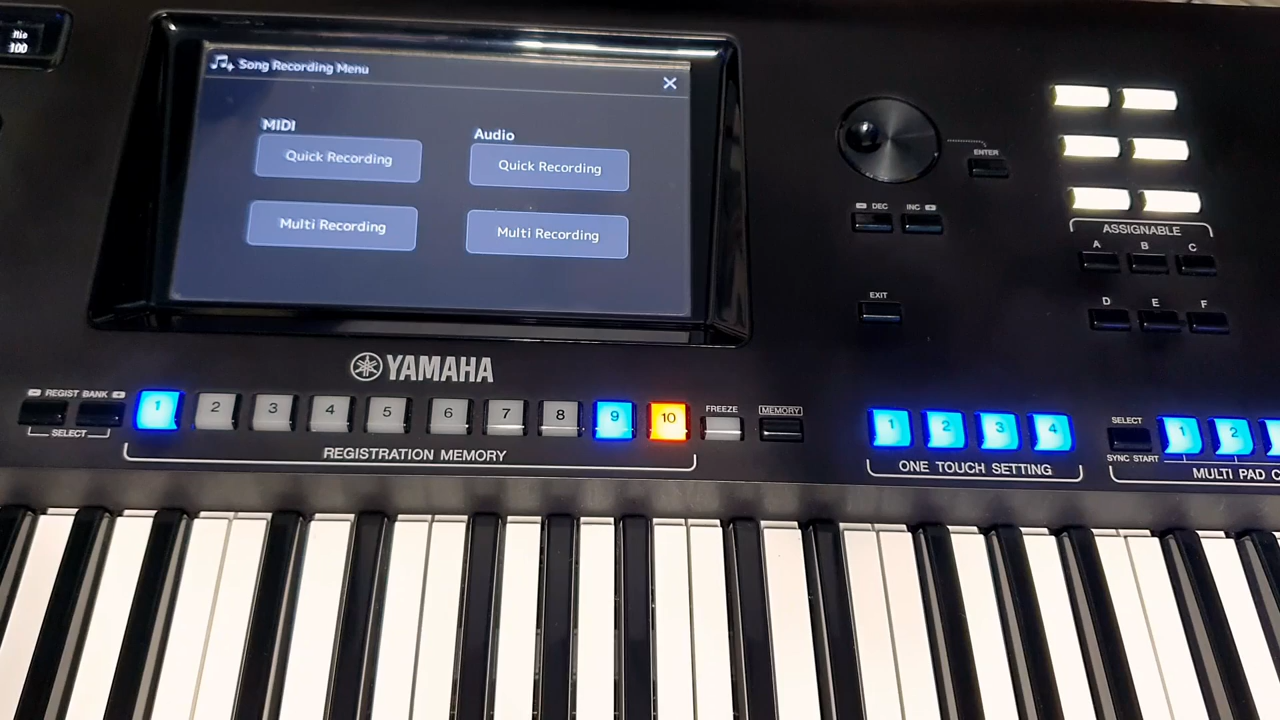 100
Song Recording Menu
MIDI
Audio
Quick Recording
Quick Recording
Multi Recording
Multi Recording
ENTER
DEC INC
EXIT
ASSIGNABLE
A B C
D E F
YAMAHA
REGIST BANK
SELECT
1 2 3 4 5 6 7 8 9 10
FREEZE
MEMORY
REGISTRATION MEMORY
1 2 3 4
ONE TOUCH SETTING
SELECT
SYNC START
1 2
MULTI PAD C